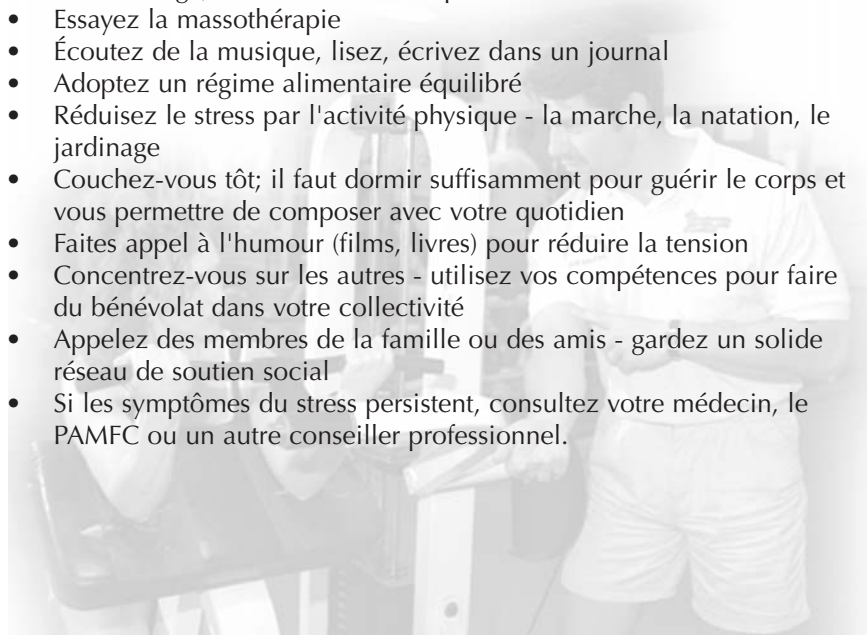 • Essayez la massothérapie
• Écoutez de la musique, lisez, écrivez dans un journal
• Adoptez un régime alimentaire équilibré
• Réduisez le stress par l'activité physique - la marche, la natation, le
jardinage
• Couchez-vous tôt; il faut dormir suffisamment pour guérir le corps et
vous permettre de composer avec votre quotidien
• Faites appel à l'humour (films, livres) pour réduire la tension
• Concentrez-vous sur les autres - utilisez vos compétences pour faire
du bénévolat dans votre collectivité
• Appelez des membres de la famille ou des amis - gardez un solide
réseau de soutien social
• Si les symptômes du stress persistent, consultez votre médecin, le
PAMFC ou un autre conseiller professionnel.